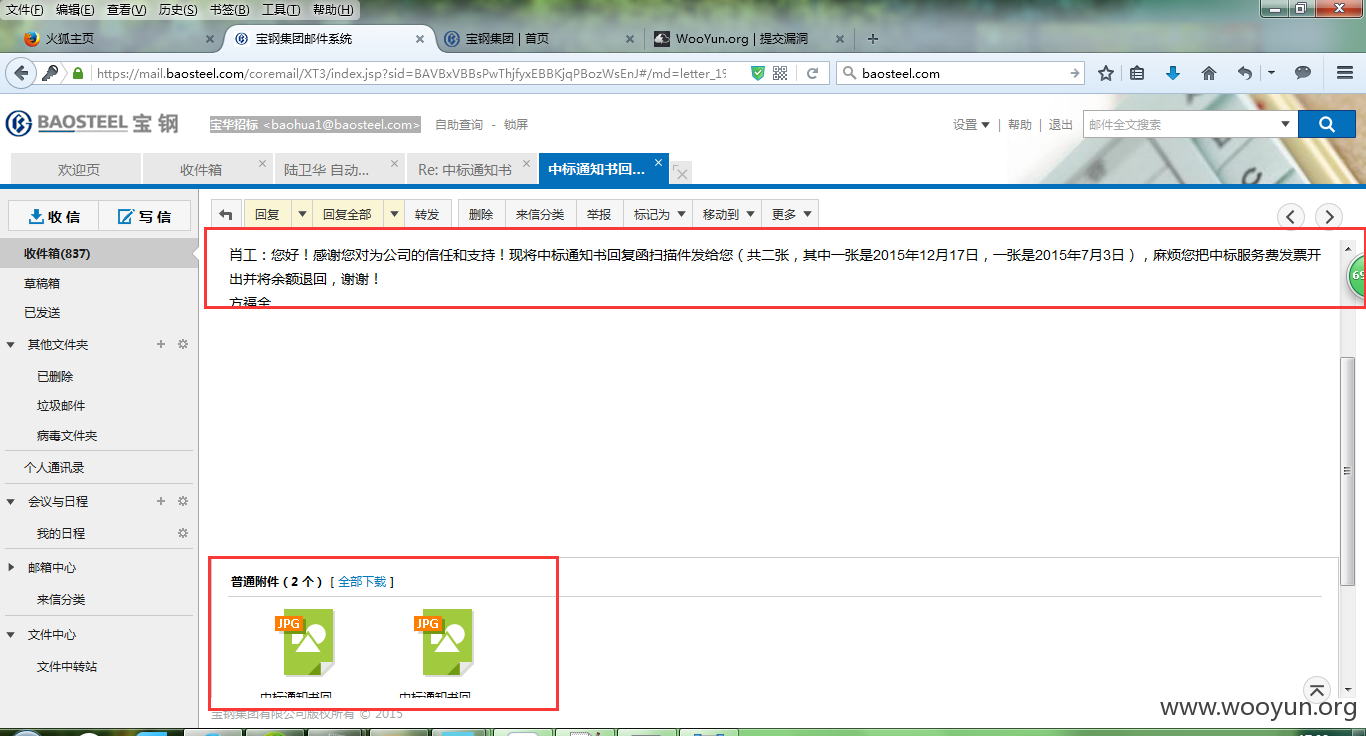 文件(F) 编辑(E) 查看(V) 历史(S) 书签(B) 工具(T) 帮助(H)
火狐主页 宝钢集团邮件系统 宝钢集团 | 首页 WooYun.org | 提交漏洞
https://mail.baosteel.com/coremail/XT3/index.jsp?sid=BAVBxVBBsPwThjfyxEBBKjqPBozWsEnJ#/md=letter_19 baosteel.com
BAOSTEEL 宝钢 宝华招标 <baohua1@baosteel.com> 自助查询 - 锁屏 设置 | 帮助 | 退出 邮件全文搜索
欢迎页 收件箱 陆卫华 自动... Re: 中标通知书 中标通知书回...
收信 写信 回复 回复全部 转发 删除 来信分类 举报 标记为 移动到 更多
收件箱(837)
草稿箱
已发送
其他文件夹
已删除
垃圾邮件
病毒文件夹
个人通讯录
会议与日程
我的日程
邮箱中心
来信分类
文件中心
文件中转站
肖工：您好！感谢您对为公司的信任和支持！现将中标通知书回复函扫描件发给您（共二张，其中一张是2015年12月17日，一张是2015年7月3日），麻烦您把中标服务费发票开
出并将余额退回，谢谢！
方福全
69
普通附件（2 个） [ 全部下载 ]
JPG JPG
中标通知书回 中标通知书回
宝钢集团有限公司版权所有 © 2015
www.wooyun.org